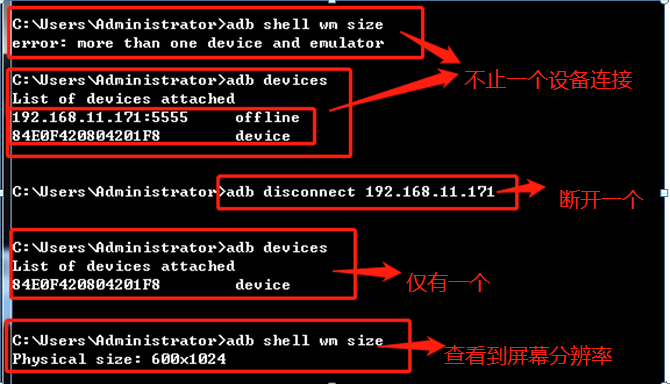 C:\Users\Administrator>adb shell wm size
error: more than one device and emulator
不止一个设备连接
C:\Users\Administrator>adb devices
List of devices attached
192.168.11.171:5555 offline
84E0F420804201F8 device
C:\Users\Administrator>adb disconnect 192.168.11.171
断开一个
C:\Users\Administrator>adb devices
List of devices attached
84E0F420804201F8 device
仅有一个
C:\Users\Administrator>adb shell wm size
Physical size: 600x1024
查看到屏幕分辨率